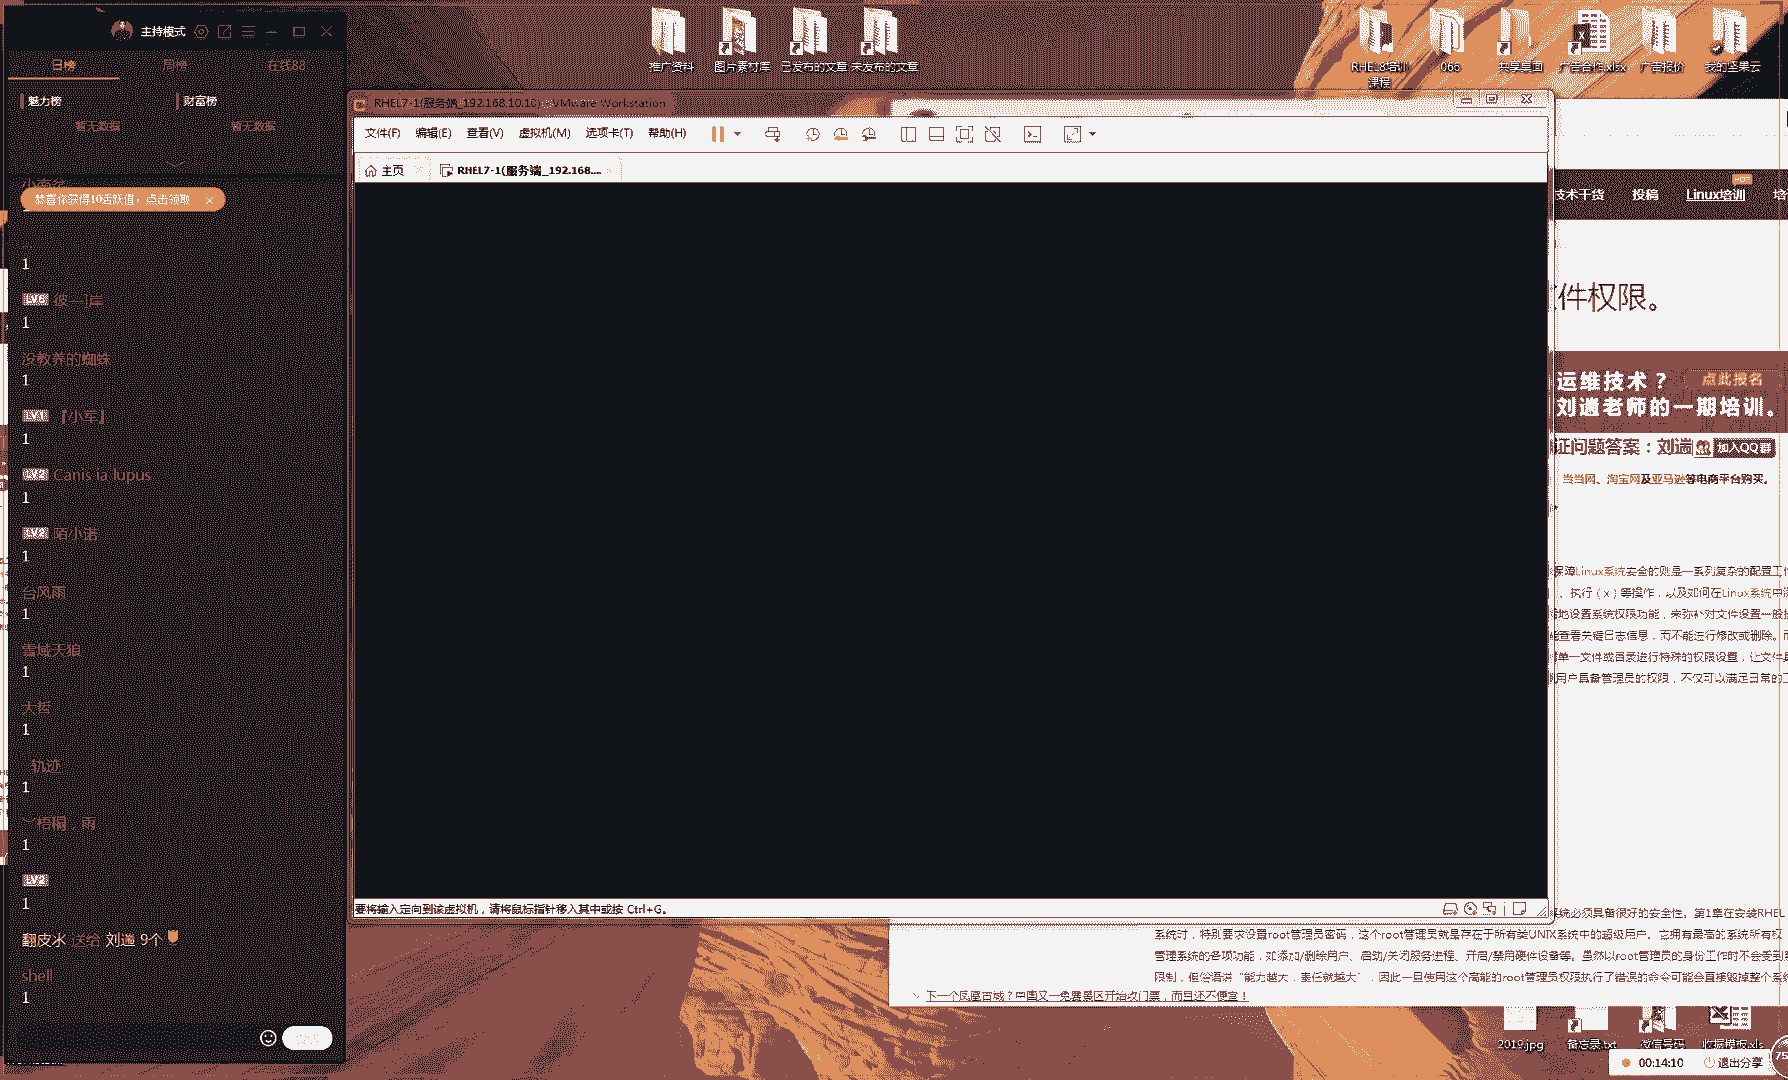 主持模式
日榜 周榜 在线88
魅力榜 财富榜
暂无数据 暂无数据
恭喜你获得10活跃值，点击领取
1
LV5 彼—]岸
1
没教养的蜘蛛
1
LV4 『小军』
1
LV2 Canis ia lupus
1
LV2 陌小诺
1
台风雨
1
雪域天狼
1
大哲
1
轨迹
1
梧桐，雨
1
LV2
1
翻皮水 送给 刘遄 9个
shell
1
推广资料 图片素材库 已发布的文章 未发布的文章
RHEL8培训课程 066 共享桌面 广告合作.xlsx 广告报价 我的坚果云
RHEL7-1(服务端_192.168.10.10) - VMware Workstation
文件(F) 编辑(E) 查看(V) 虚拟机(M) 选项卡(T) 帮助(H)
主页 RHEL7-1(服务端_192.168....
要将输入定向到该虚拟机，请将鼠标指针移入其中或按 Ctrl+G。
技术干货 投稿 Linux培训 HOT 培
件权限。
运维技术？ 点此报名
刘遄老师的一期培训。
证问题答案：刘遄 加入QQ群
当当网、淘宝网及亚马逊等电商平台购买。
保障Linux系统安全的则是一系列复杂的配置工
、执行（x）等操作，以及如何在Linux系统中
地设置系统权限功能，来弥补对文件设置一般
能查看关键日志信息，而不能进行修改或删除。
单一文件或目录进行特殊的权限设置，让文件
用户具备管理员的权限，不仅可以满足日常的工
系统必须具备很好的安全性。第1章在安装RHEL
系统时，特别要求设置root管理员密码，这个root管理员就是存在于所有类UNIX系统中的超级用户。它拥有最高的系统所有权
管理系统的各项功能，如添加/删除用户、启动/关闭服务进程、开启/禁用硬件设备等。虽然以root管理员的身份工作时不会受到
限制，但俗语讲“能力越大，责任就越大”，因此一旦使用这个高能的root管理员权限执行了错误的命令可能会直接毁掉整个系
下一个凤凰古城？中国又一免费景区开始收门票，而且还不便宜！
2019.jpg 备忘录.txt 微信号码 收据模板.xls
00:14:10 退出分享
75